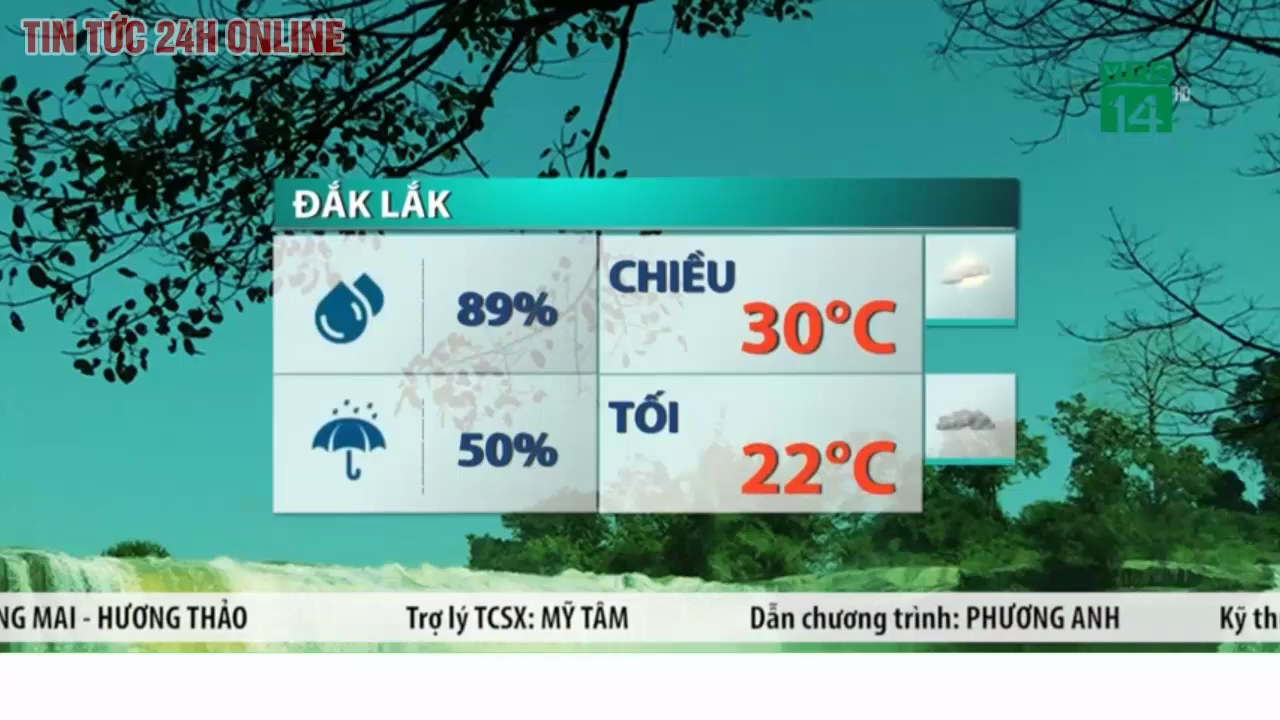 TIN TỨC 24H ONLINE
14
HD
ĐẮK LẮK
89%
CHIỀU
30°C
50%
TỐI
22°C
NG MAI - HƯƠNG THẢO Trợ lý TCSX: MỸ TÂM Dẫn chương trình: PHƯƠNG ANH Kỹ th